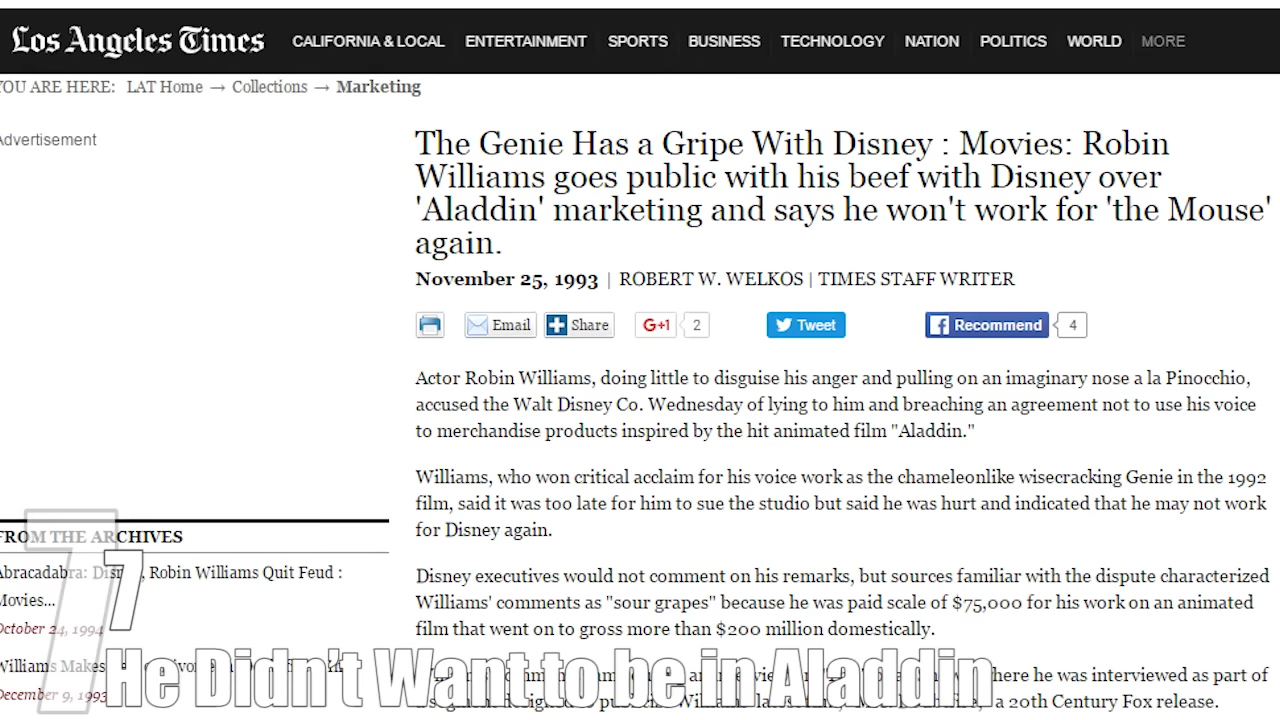 Los Angeles Times CALIFORNIA & LOCAL ENTERTAINMENT SPORTS BUSINESS TECHNOLOGY NATION POLITICS WORLD MORE
YOU ARE HERE: LAT Home → Collections → Marketing
Advertisement
The Genie Has a Gripe With Disney : Movies: Robin
Williams goes public with his beef with Disney over
'Aladdin' marketing and says he won't work for 'the Mouse'
again.
November 25, 1993 | ROBERT W. WELKOS | TIMES STAFF WRITER
Email Share G+1 2 Tweet Recommend 4
Actor Robin Williams, doing little to disguise his anger and pulling on an imaginary nose a la Pinocchio,
accused the Walt Disney Co. Wednesday of lying to him and breaching an agreement not to use his voice
to merchandise products inspired by the hit animated film "Aladdin."
Williams, who won critical acclaim for his voice work as the chameleonlike wisecracking Genie in the 1992
film, said it was too late for him to sue the studio but said he was hurt and indicated that he may not work
for Disney again.
Disney executives would not comment on his remarks, but sources familiar with the dispute characterized
Williams' comments as "sour grapes" because he was paid scale of $75,000 for his work on an animated
film that went on to gross more than $200 million domestically.
where he was interviewed as part of
a 20th Century Fox release.
FROM THE ARCHIVES
Abracadabra: Disney, Robin Williams Quit Feud :
Movies...
October 24, 1994
Williams Makes
December 9, 1993
7
7
He Didn't Want to be in Aladdin